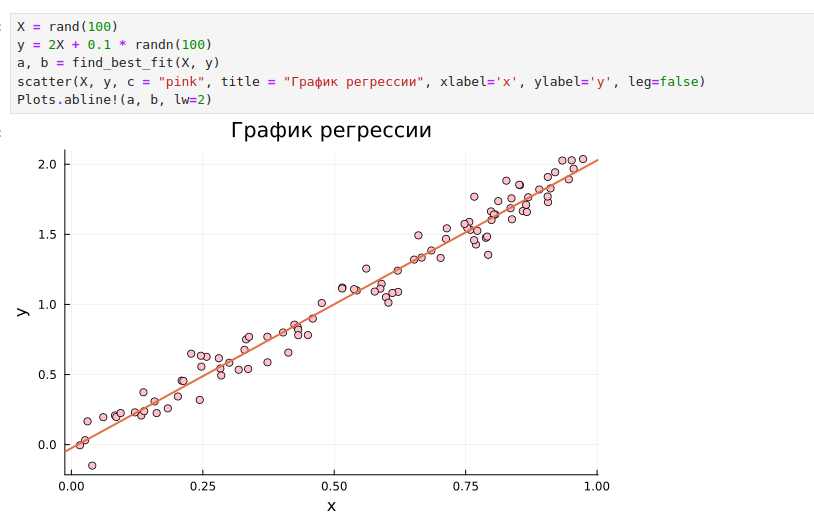 X = rand(100)
y = 2X + 0.1 * randn(100)
a, b = find_best_fit(X, y)
scatter(X, y, c = "pink", title = "График регрессии", xlabel='x', ylabel='y', leg=false)
Plots.abline!(a, b, lw=2)
График регрессии
2.0
1.5
1.0
0.5
0.0
y
0.00 0.25 0.50 0.75 1.00
x